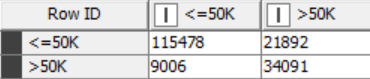 Row ID I <=50K I >50K
<=50K 115478 21892
>50K 9006 34091